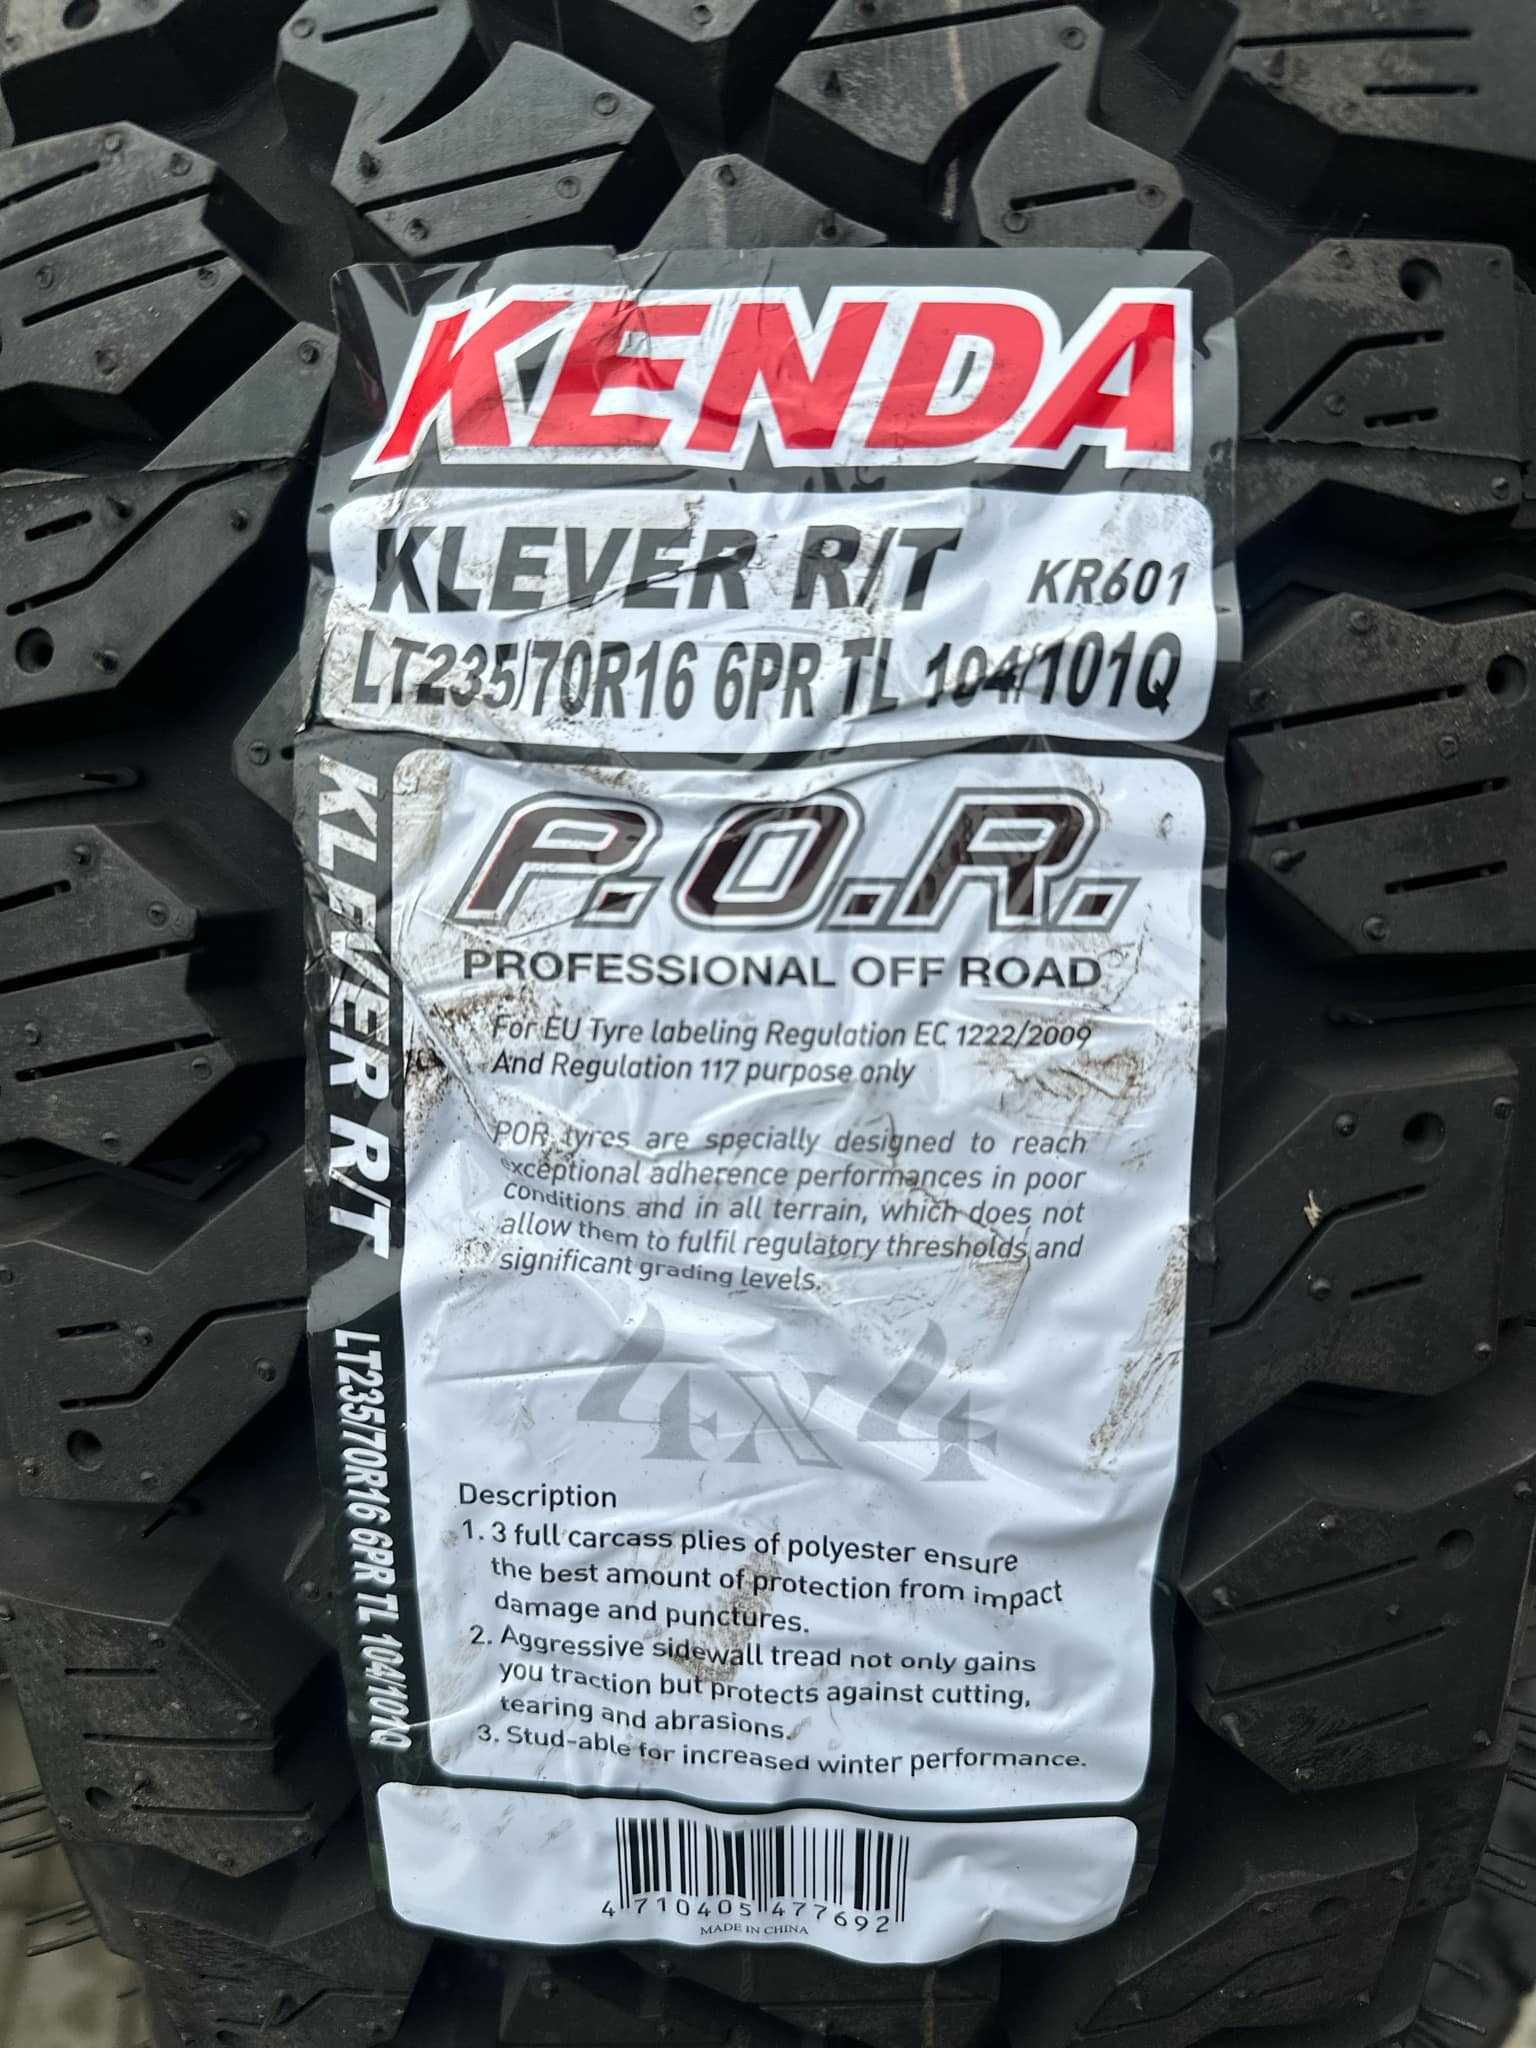 KENDA
KLEVER R/T KR601
LT235/70R16 6PR TL 104/101Q
KLEVER R/T
LT235/70R16 6PR TL 104/101Q
P.O.R.
PROFESSIONAL OFF ROAD
For EU Tyre labeling Regulation EC 1222/2009
And Regulation 117 purpose only
POR tyres are specially designed to reach
exceptional adherence performances in poor
conditions and in all terrain, which does not
allow them to fulfil regulatory thresholds and
significant grading levels.
4x4
Description
1. 3 full carcass plies of polyester ensure
the best amount of protection from impact
damage and punctures.
2. Aggressive sidewall tread not only gains
you traction but protects against cutting,
tearing and abrasions.
3. Stud-able for increased winter performance.
4 710405 477692
MADE IN CHINA